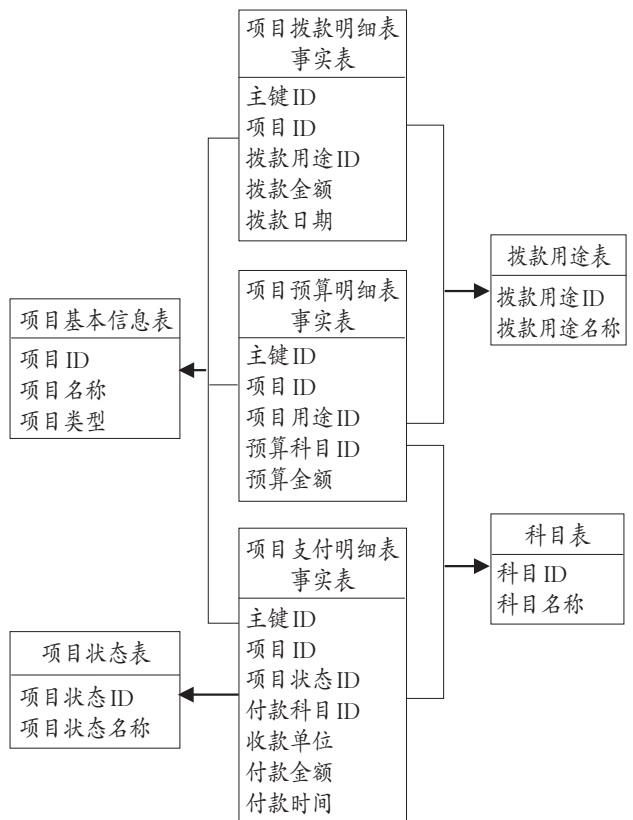 项目拨款明细表
事实表
主键ID
项目ID
拨款用途ID
拨款金额
拨款日期
项目预算明细表
事实表
主键ID
项目ID
项目用途ID
预算科目ID
预算金额
项目支付明细表
事实表
主键ID
项目ID
项目状态ID
付款科目ID
收款单位
付款金额
付款时间
项目基本信息表
项目ID
项目名称
项目类型
项目状态表
项目状态ID
项目状态名称
拨款用途表
拨款用途ID
拨款用途名称
科目表
科目ID
科目名称